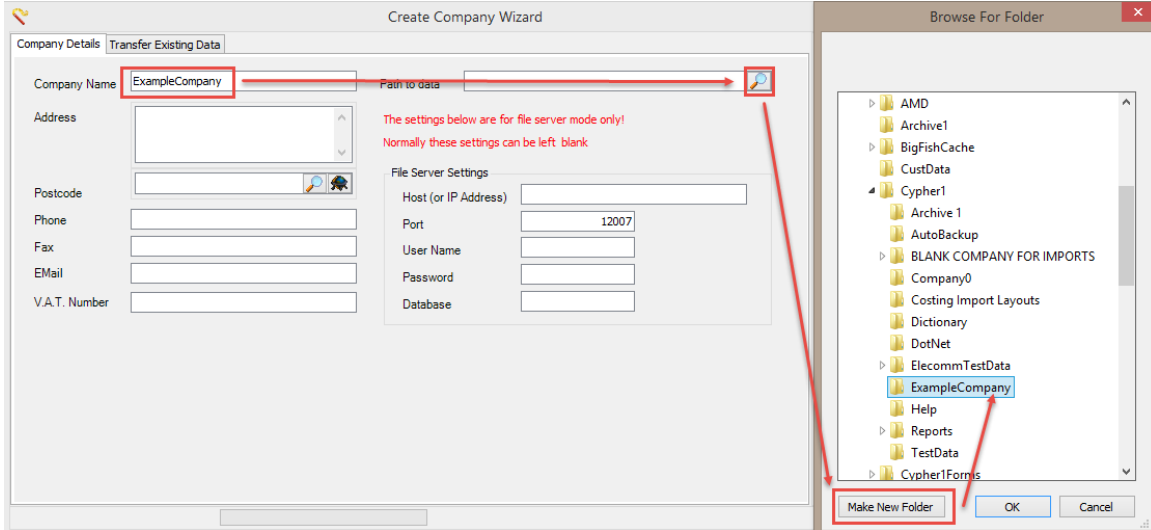 Create Company Wizard
Company Details Transfer Existing Data
Company Name ExampleCompany Path to data
Address
The settings below are for file server mode only!
Normally these settings can be left blank
Postcode
Phone
Fax
EMail
V.A.T. Number
File Server Settings
Host (or IP Address)
Port 12007
User Name
Password
Database
Browse For Folder
AMD
Archive1
BigFishCache
CustData
Cypher1
Archive 1
AutoBackup
BLANK COMPANY FOR IMPORTS
Company0
Costing Import Layouts
Dictionary
DotNet
ElecommTestData
ExampleCompany
Help
Reports
TestData
Cypher1Forms
Make New Folder OK Cancel